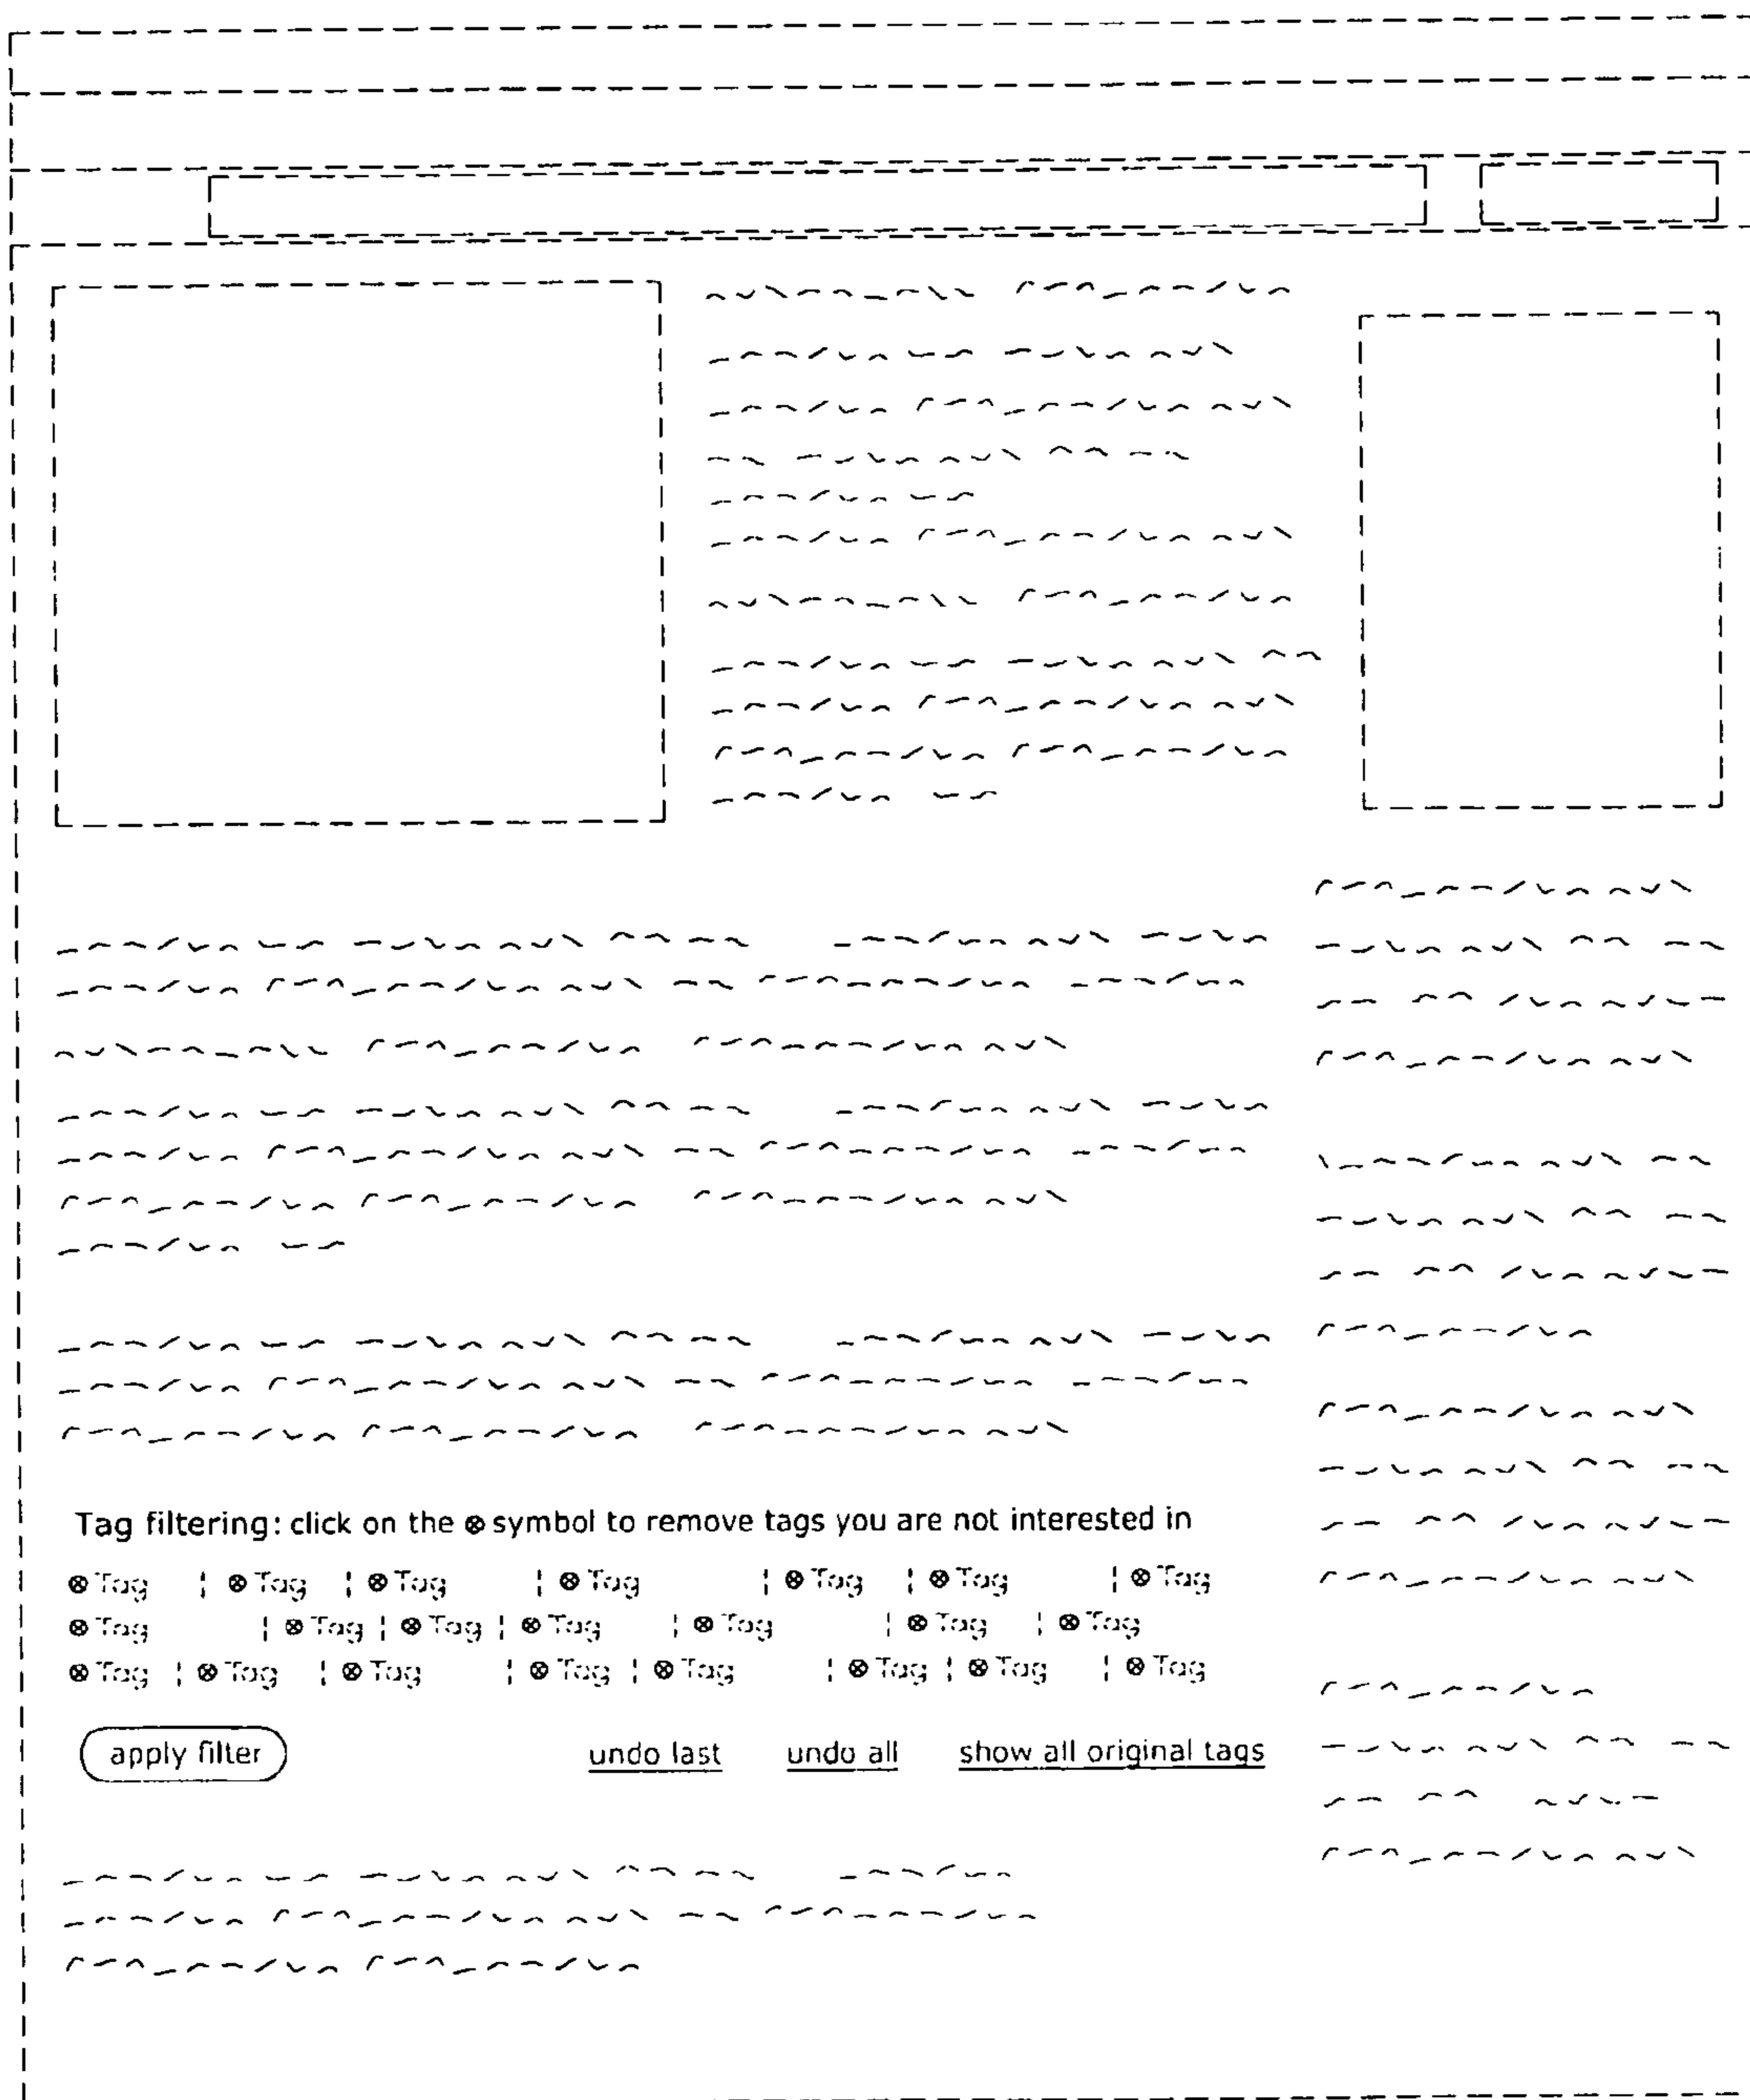 Tag filtering: click on the ⊗ symbol to remove tags you are not interested in
⊗ Tag ¦ ⊗ Tag ¦ ⊗ Tag ¦ ⊗ Tag ¦ ⊗ Tag ¦ ⊗ Tag ¦ ⊗ Tag
⊗ Tag ¦ ⊗ Tag ¦ ⊗ Tag ¦ ⊗ Tag ¦ ⊗ Tag ¦ ⊗ Tag ¦ ⊗ Tag
⊗ Tag ¦ ⊗ Tag ¦ ⊗ Tag ¦ ⊗ Tag ¦ ⊗ Tag ¦ ⊗ Tag ¦ ⊗ Tag ¦ ⊗ Tag
apply filter undo last undo all show all original tags